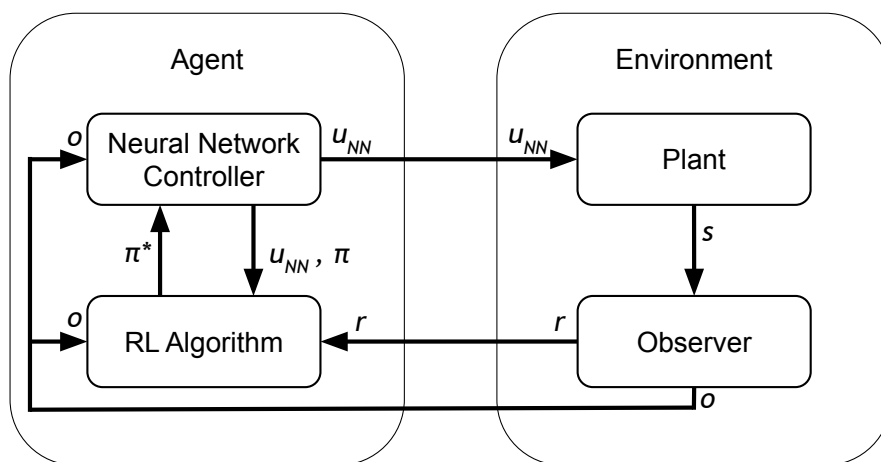 Agent
Environment
o
Neural Network
Controller
u_NN
u_NN
Plant
π*
u_NN , π
s
o
RL Algorithm
r
r
Observer
o